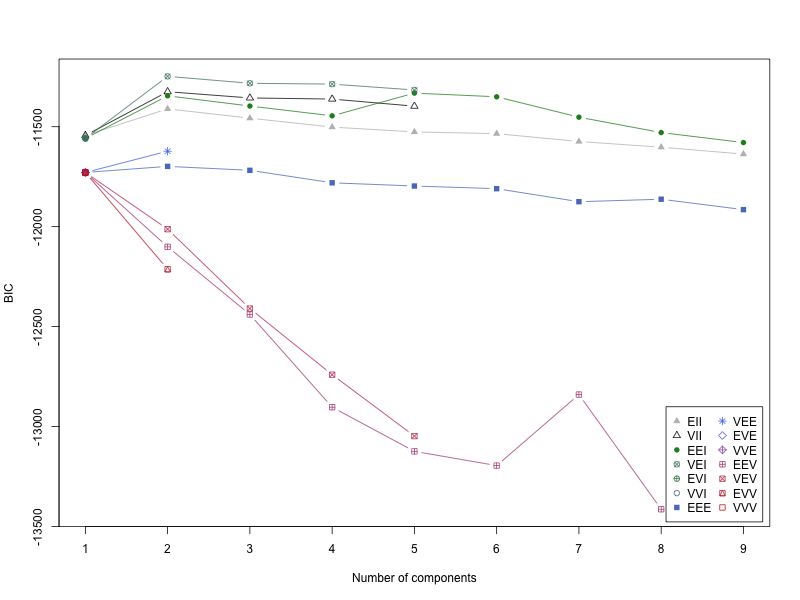 -11500
-12000
-12500
-13000
-13500
BIC
EII
VII
EEI
VEI
EVI
VVI
EEE
VEE
EVE
VVE
EEV
VEV
EVV
VVV
1 2 3 4 5 6 7 8 9
Number of components